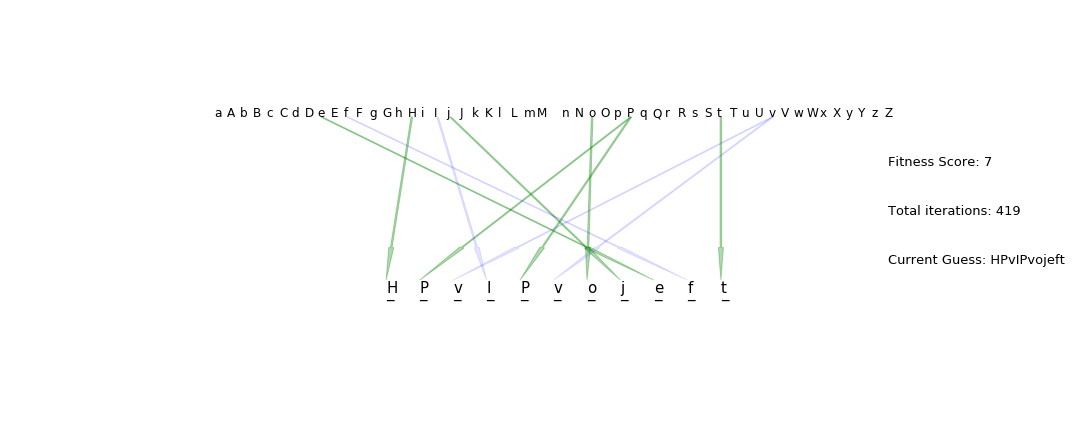 a A b B c C d D e E f F g G h H i I j J k K l L m M n N o O p P q Q r R s S t T u U v V w W x X y Y z Z
Fitness Score: 7
Total iterations: 419
Current Guess: HPvIPvojeft
H P v I P v o j e f t